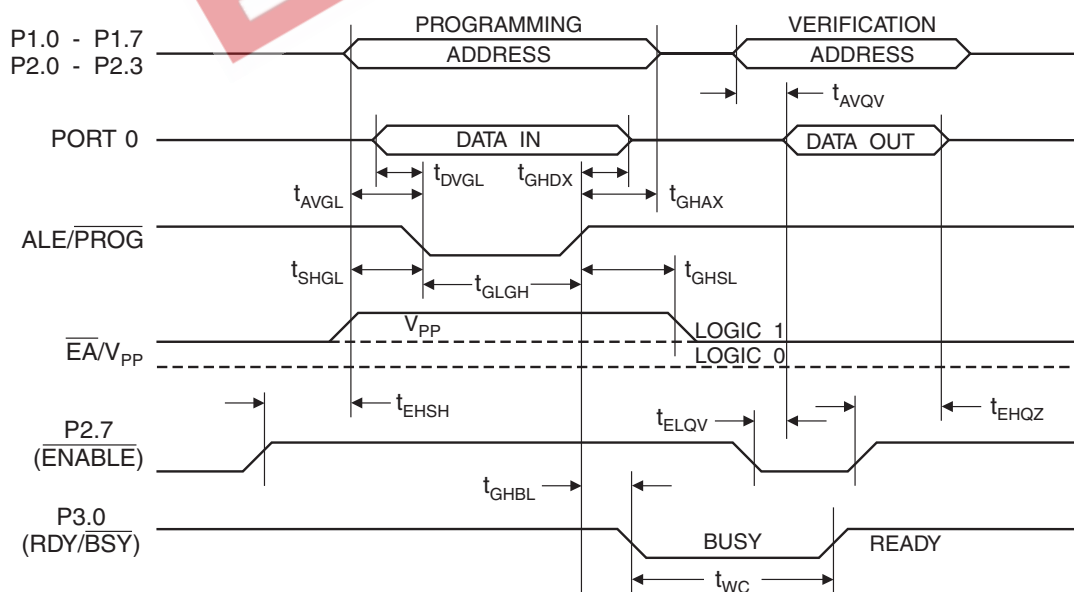 PROGRAMMING VERIFICATION
P1.0 - P1.7
P2.0 - P2.3
ADDRESS ADDRESS
tAVQV
PORT 0 DATA IN DATA OUT
tDVGL tGHDX
tAVGL tGHAX
ALE/PROG
tSHGL tGLGH tGHSL
VPP LOGIC 1
EA/VPP LOGIC 0
tEHSH tELQV tEHQZ
P2.7
(ENABLE)
tGHBL
P3.0
(RDY/BSY) BUSY READY
tWC